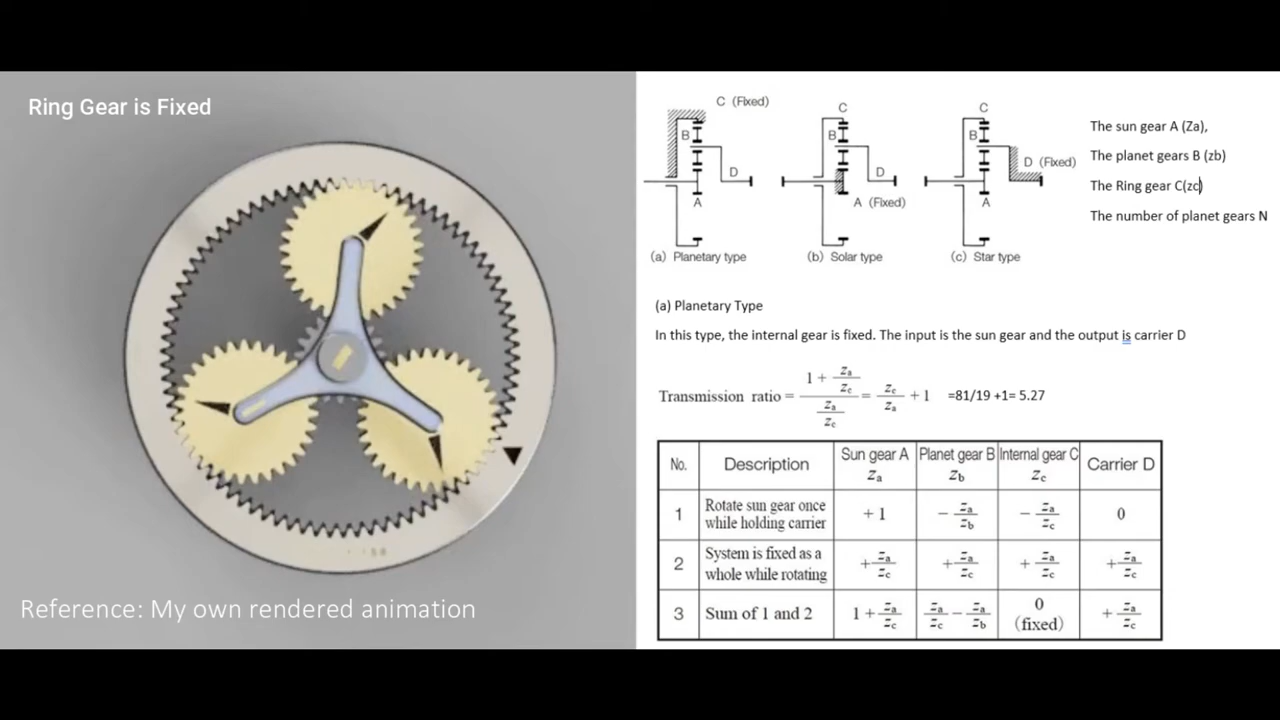 Ring Gear is Fixed
Reference: My own rendered animation
C (Fixed)
B
D
A
(a) Planetary type
C
B
D
A (Fixed)
(b) Solar type
C
B
D (Fixed)
A
(c) Star type
The sun gear A (Za),
The planet gears B (zb)
The Ring gear C(zc)
The number of planet gears N
(a) Planetary Type
In this type, the internal gear is fixed. The input is the sun gear and the output is carrier D
Transmission ratio = (1 + za/zc) / (za/zc) = zc/za + 1 =81/19 +1= 5.27
No. Description Sun gear A za Planet gear B zb Internal gear C zc Carrier D
1 Rotate sun gear once while holding carrier +1 − za/zb − za/zc 0
2 System is fixed as a whole while rotating + za/zc + za/zc + za/zc + za/zc
3 Sum of 1 and 2 1 + za/zc za/zc − za/zb 0 (fixed) + za/zc